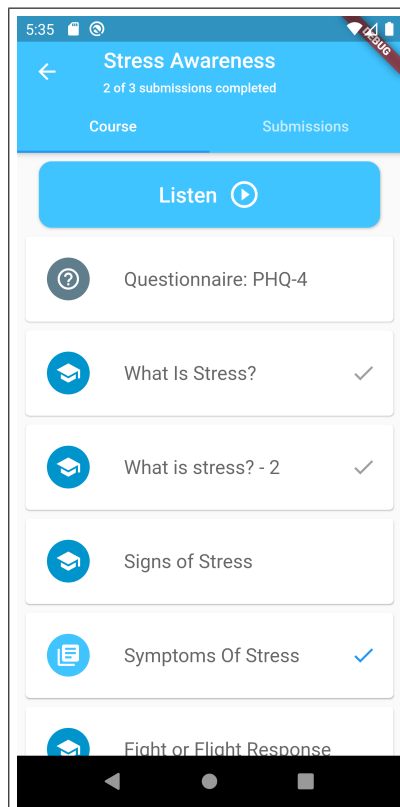 5:35
DEBUG
Stress Awareness
2 of 3 submissions completed
Course
Submissions
Listen
Questionnaire: PHQ-4
What Is Stress?
What is stress? - 2
Signs of Stress
Symptoms Of Stress
Fight or Flight Response